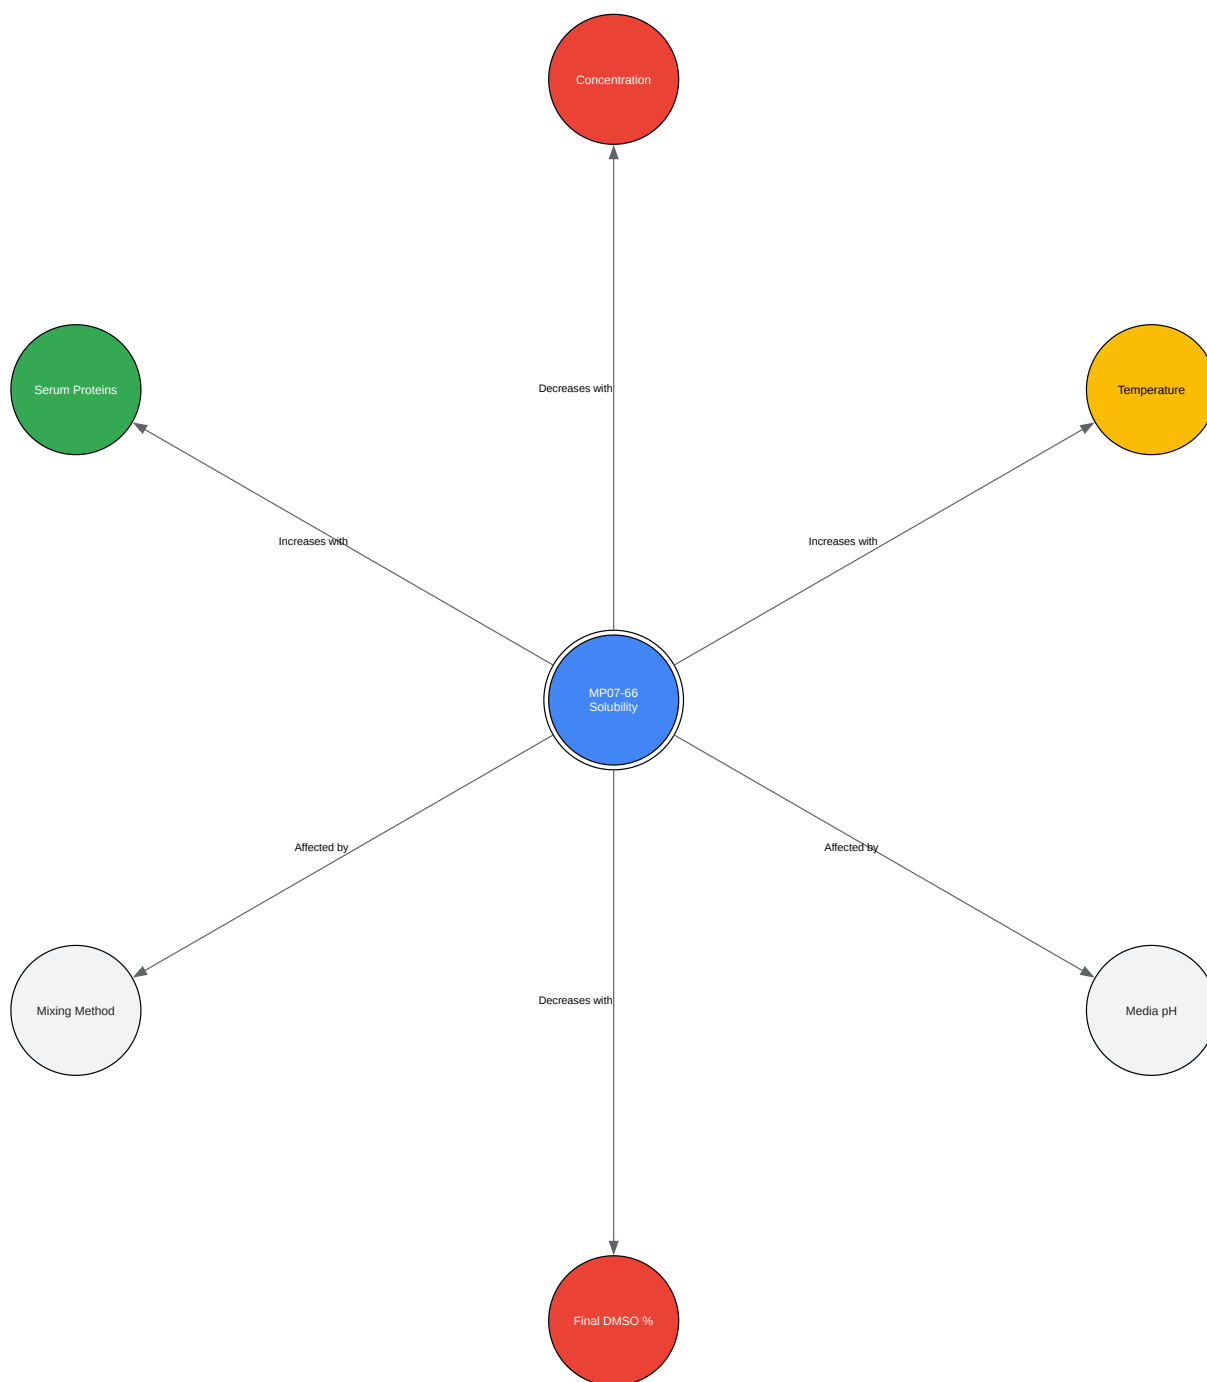 Concentration
Decreases with
Serum Proteins
Temperature
Increases with
Increases with
MP07-66
Solubility
Affected by
Affected by
Decreases with
Mixing Method
Media pH
Final DMSO %